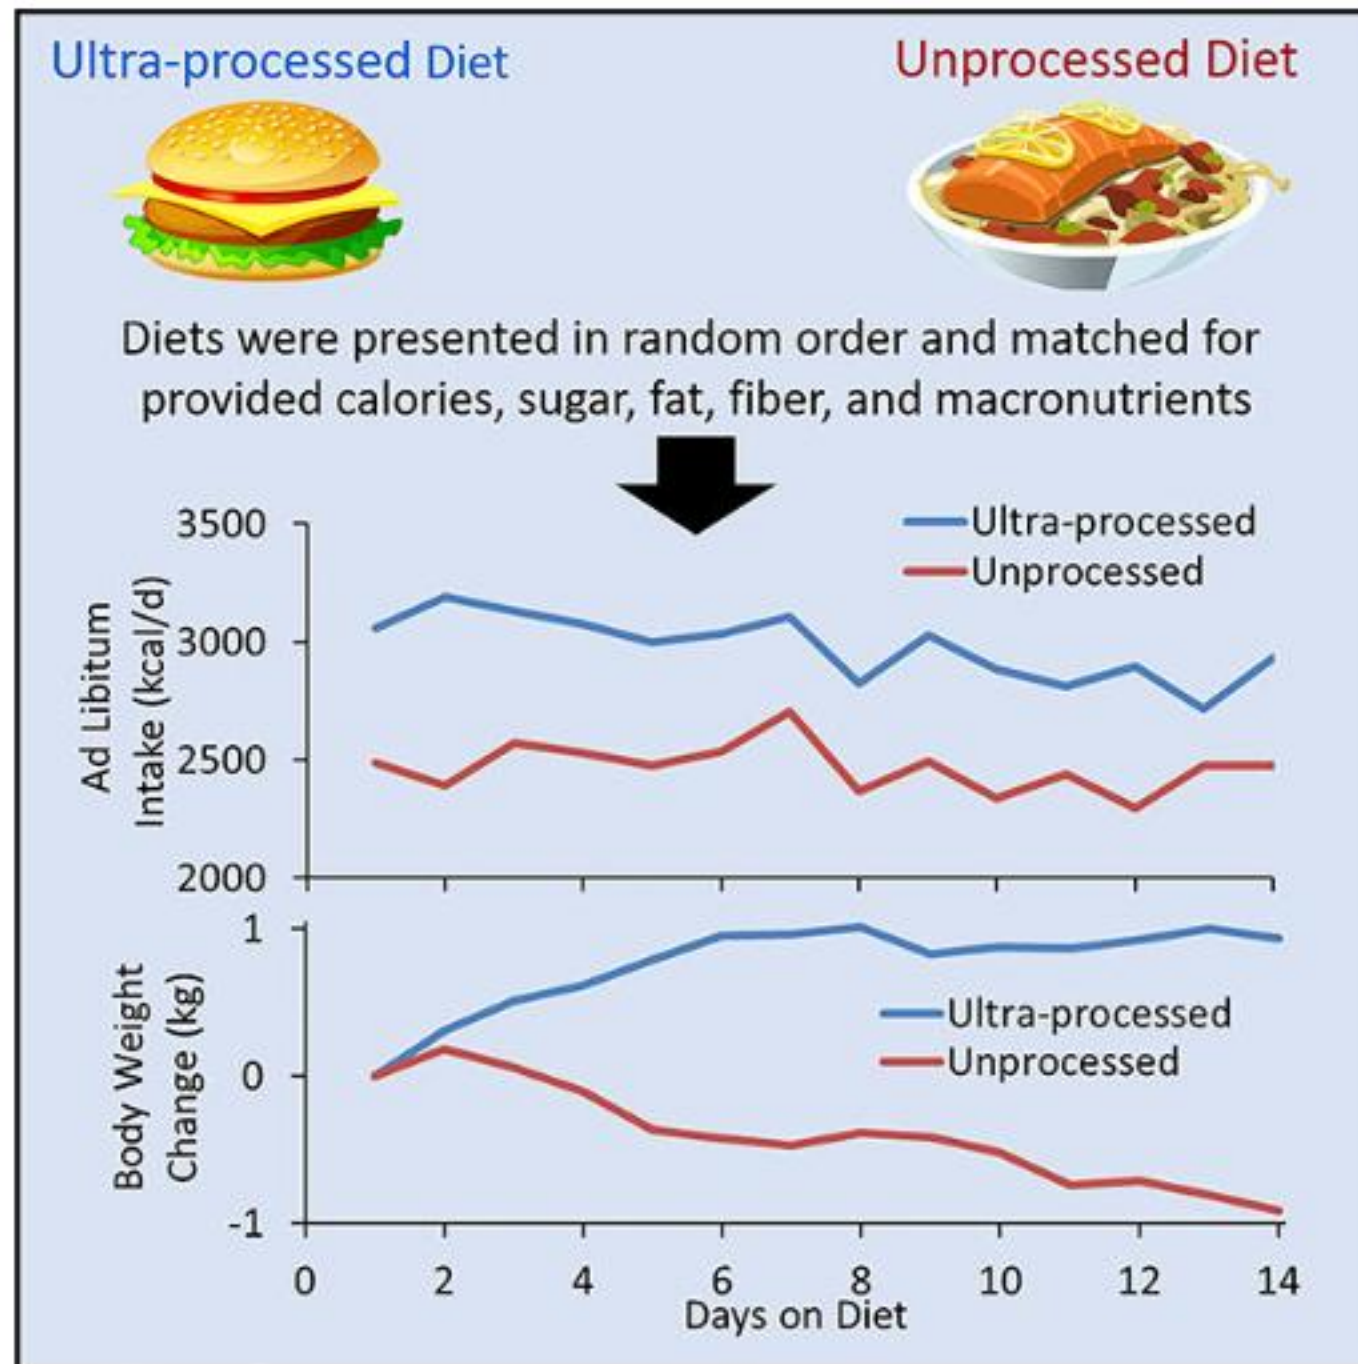 Ultra-processed Diet
Unprocessed Diet
Diets were presented in random order and matched for
provided calories, sugar, fat, fiber, and macronutrients
Ad Libitum
Intake (kcal/d)
3500
3000
2500
2000
Ultra-processed
Unprocessed
Body Weight
Change (kg)
1
0
-1
Ultra-processed
Unprocessed
0 2 4 6 8 10 12 14
Days on Diet